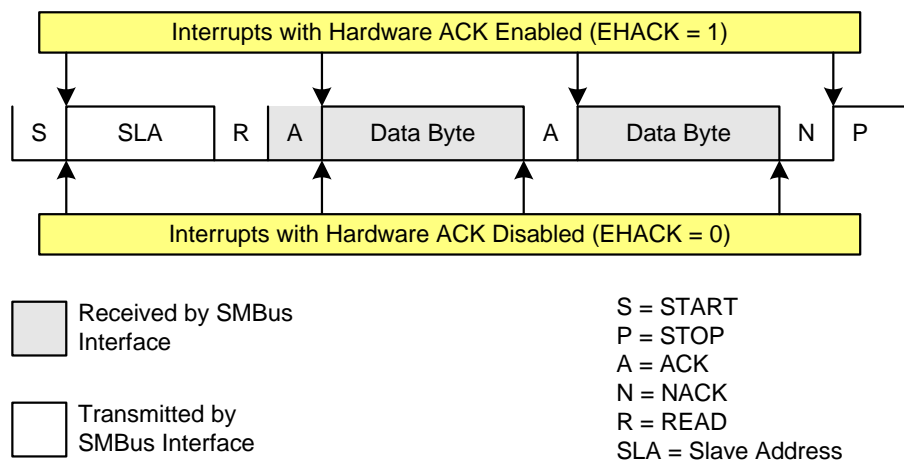 Interrupts with Hardware ACK Enabled (EHACK = 1)
S SLA R A Data Byte A Data Byte N P
Interrupts with Hardware ACK Disabled (EHACK = 0)
Received by SMBus
Interface
Transmitted by
SMBus Interface
S = START
P = STOP
A = ACK
N = NACK
R = READ
SLA = Slave Address